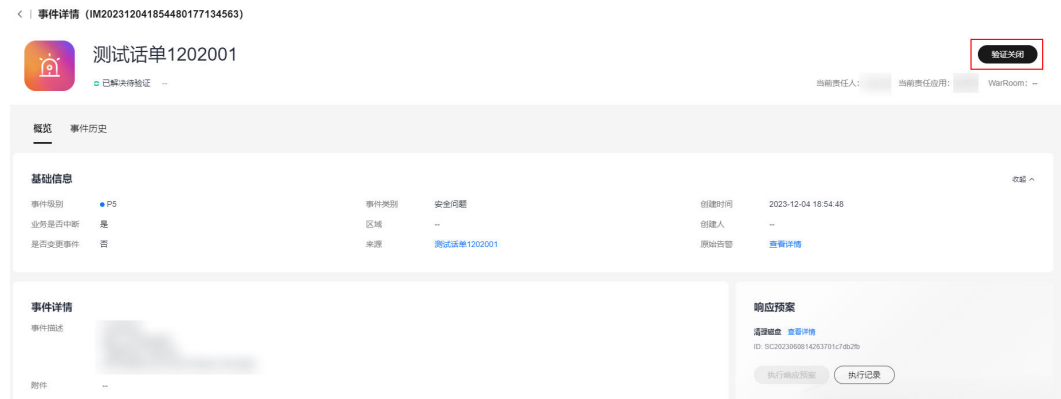 < | 事件详情（IM202312041854480177134563）
测试话单1202001
验证关闭
已解决待验证 --
当前责任人： 当前责任应用： WarRoom： --
概览 事件历史
基础信息 收起
事件级别 P5 事件类别 安全问题 创建时间 2023-12-04 18:54:48
业务是否中断 是 区域 -- 创建人 --
是否变更事件 否 来源 测试话单1202001 原始告警 查看详情
事件详情
事件描述
附件 --
响应预案
清理磁盘 查看详情
ID: SC2023060814263701c7db2fb
执行响应预案 执行记录